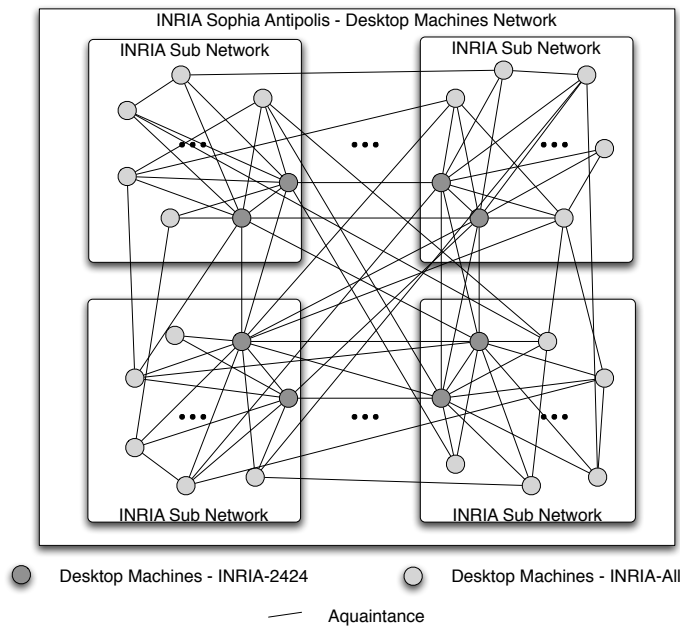 INRIA Sophia Antipolis - Desktop Machines Network
INRIA Sub Network
INRIA Sub Network
INRIA Sub Network
INRIA Sub Network
Desktop Machines - INRIA-2424
Desktop Machines - INRIA-All
Aquaintance